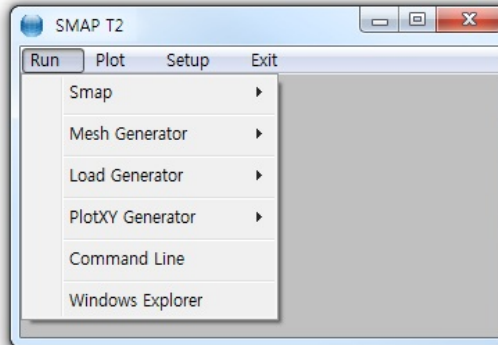 SMAP T2
Run Plot Setup Exit
Smap
Mesh Generator
Load Generator
PlotXY Generator
Command Line
Windows Explorer